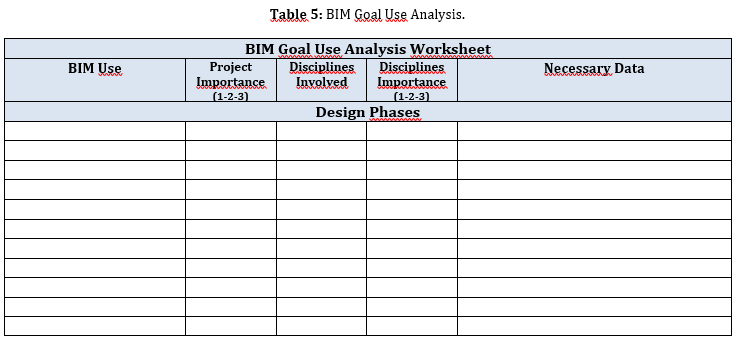 Table 5: BIM Goal Use Analysis.
BIM Goal Use Analysis Worksheet
BIM Use
Project
Importance
(1-2-3)
Disciplines
Involved
Disciplines
Importance
(1-2-3)
Necessary Data
Design Phases